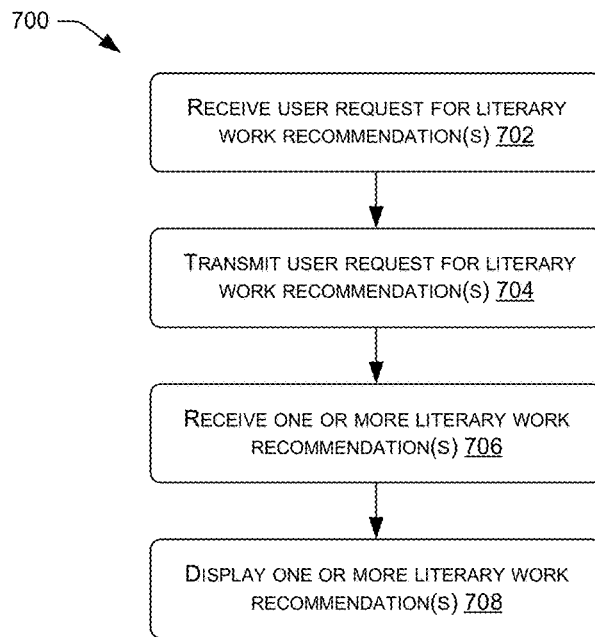 700
RECEIVE USER REQUEST FOR LITERARY
WORK RECOMMENDATION(S) 702
TRANSMIT USER REQUEST FOR LITERARY
WORK RECOMMENDATION(S) 704
RECEIVE ONE OR MORE LITERARY WORK
RECOMMENDATION(S) 706
DISPLAY ONE OR MORE LITERARY WORK
RECOMMENDATION(S) 708